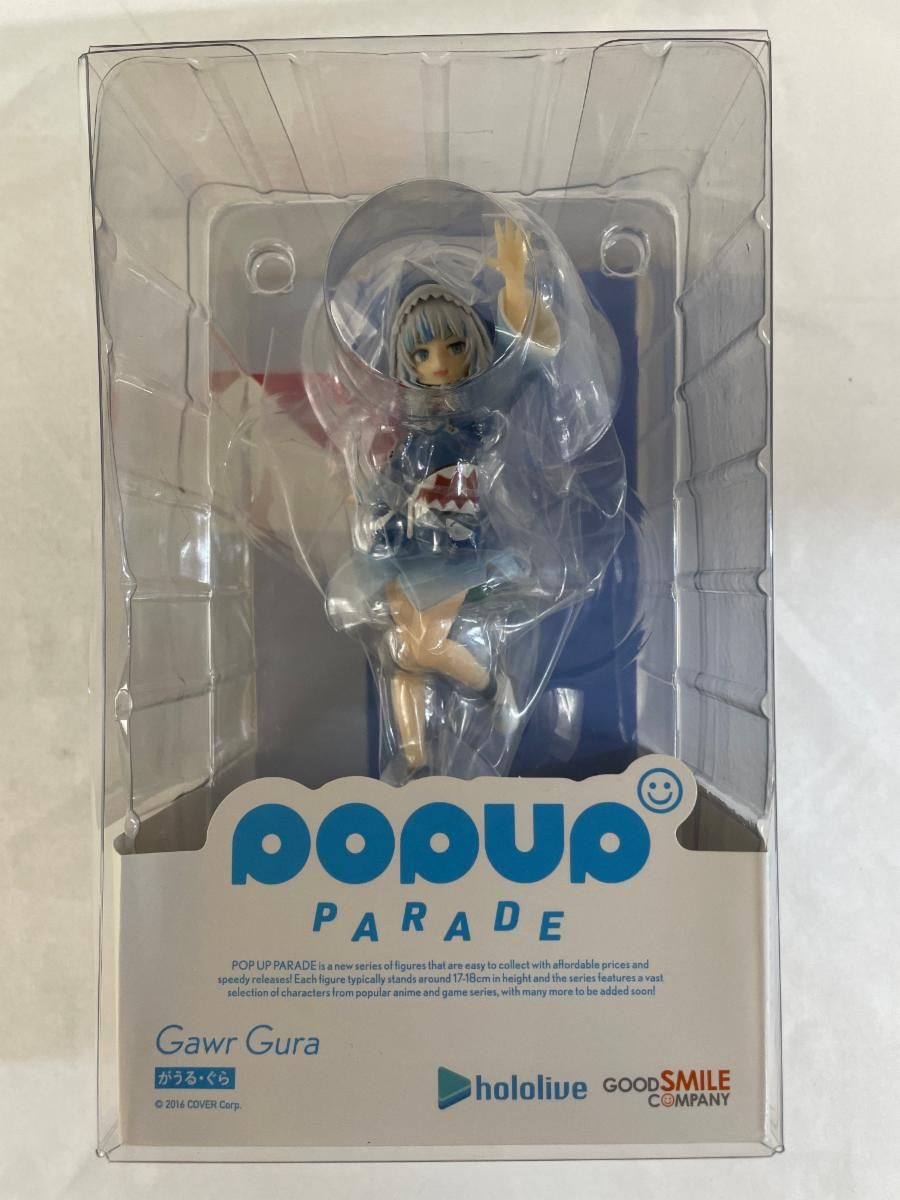 POPUP
PARADE
POP UP PARADE is a new series of figures that are easy to collect with affordable prices and
speedy releases! Each figure typically stands around 17-18cm in height and the series features a vast
selection of characters from popular anime and game series, with many more to be added soon!
Gawr Gura
がうる・ぐら
© 2016 COVER Corp.
hololive
GOOD SMILE
COMPANY